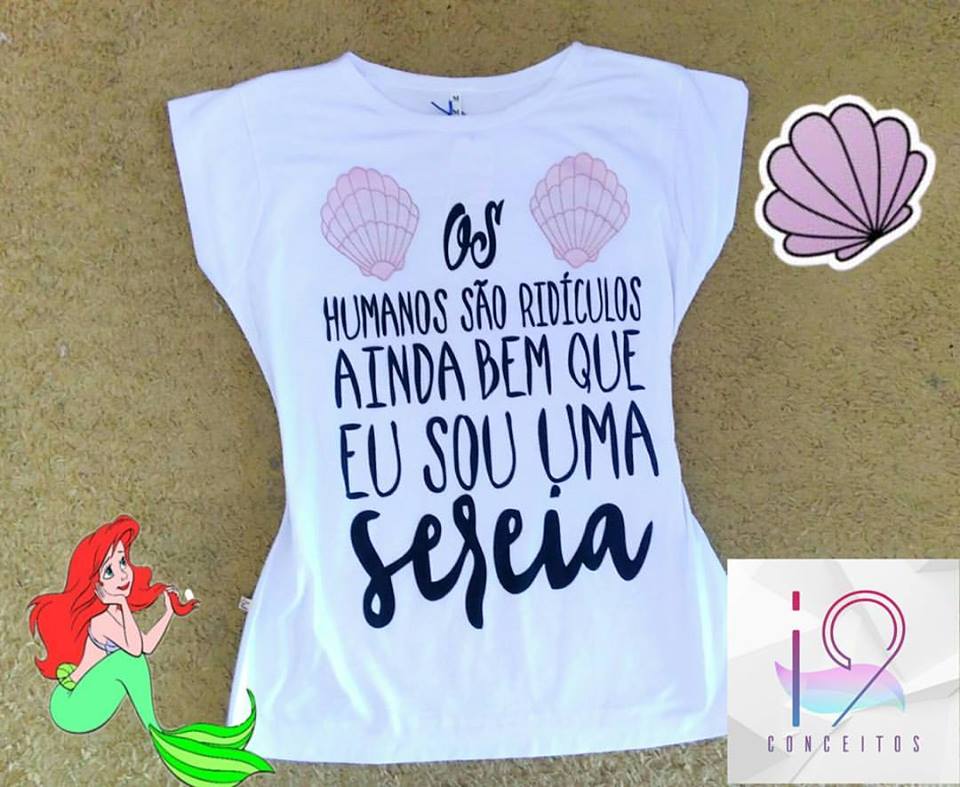 M
OS
HUMANOS SÃO RIDÍCULOS
AINDA BEM QUE
EU SOU UMA
sereia
i9
CONCEITOS